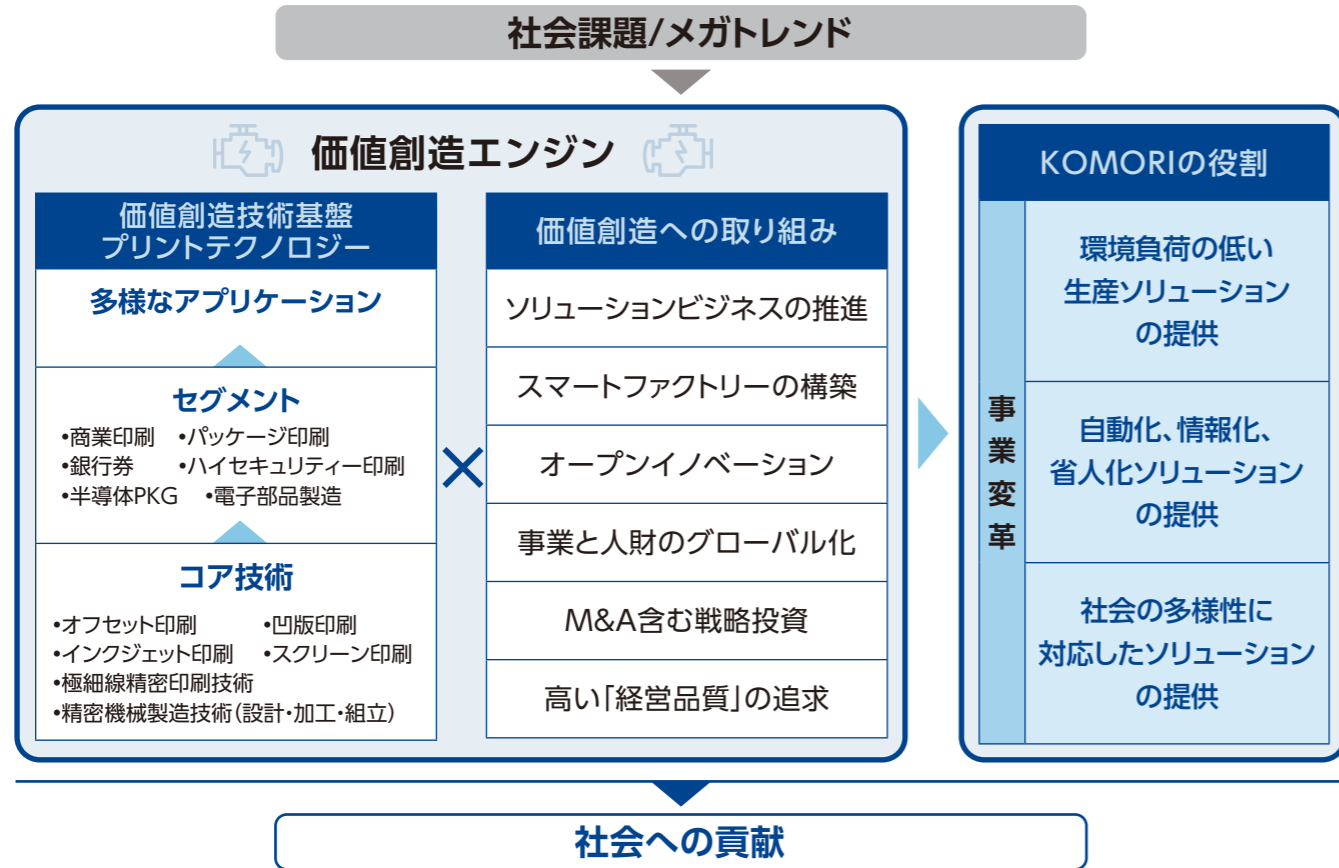 社会課題/メガトレンド
価値創造エンジン
価値創造技術基盤
プリントテクノロジー
多様なアプリケーション
セグメント
•商業印刷 •パッケージ印刷
•銀行券 •ハイセキュリティー印刷
•半導体PKG •電子部品製造
コア技術
•オフセット印刷 •凹版印刷
•インクジェット印刷 •スクリーン印刷
•極細線精密印刷技術
•精密機械製造技術(設計・加工・組立)
×
価値創造への取り組み
ソリューションビジネスの推進
スマートファクトリーの構築
オープンイノベーション
事業と人財のグローバル化
M&A含む戦略投資
高い「経営品質」の追求
KOMORIの役割
事業変革
環境負荷の低い
生産ソリューション
の提供
自動化、情報化、
省人化ソリューション
の提供
社会の多様性に
対応したソリューション
の提供
社会への貢献